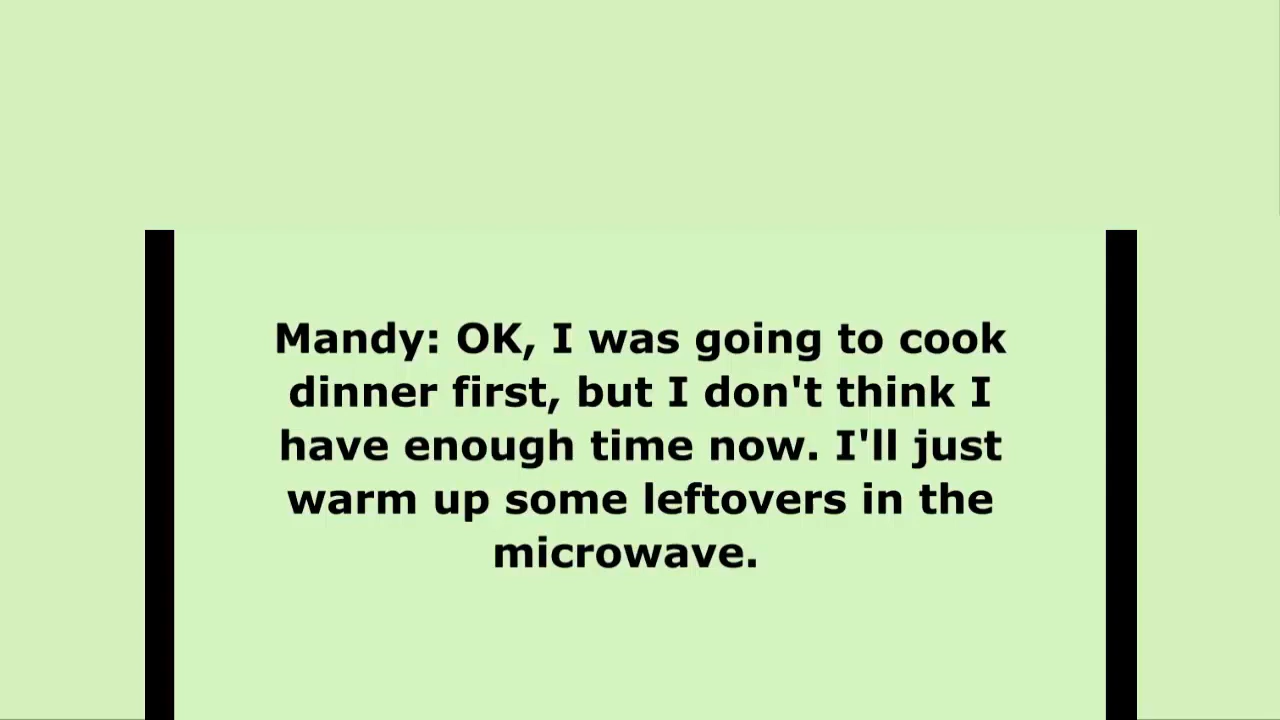 Mandy: OK, I was going to cook
dinner first, but I don't think I
have enough time now. I'll just
warm up some leftovers in the
microwave.